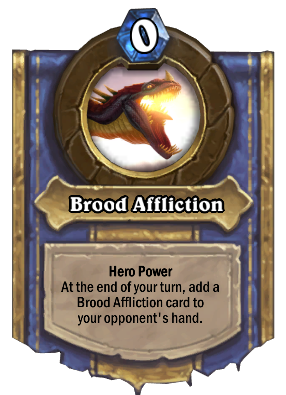 0
Brood Affliction
Hero Power
At the end of your turn, add a
Brood Affliction card to
your opponent's hand.